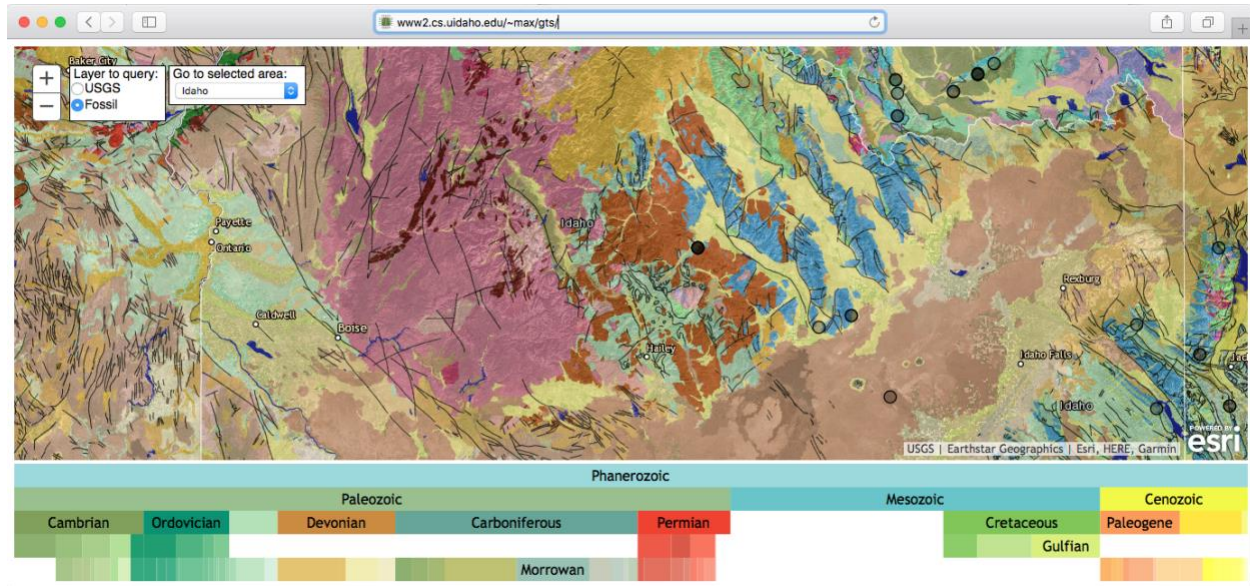 www2.cs.uidaho.edu/~max/gts/
Baker City
+
−
Layer to query:
USGS
Fossil
Go to selected area:
Idaho
Payette
Ontario
Idaho
Rexburg
Caldwell
Boise
Hailey
Idaho Falls
Idaho
POWERED BY
esri
USGS | Earthstar Geographics | Esri, HERE, Garmin
Phanerozoic
Paleozoic Mesozoic Cenozoic
Cambrian Ordovician Devonian Carboniferous Permian Cretaceous Paleogene
Gulfian
Morrowan